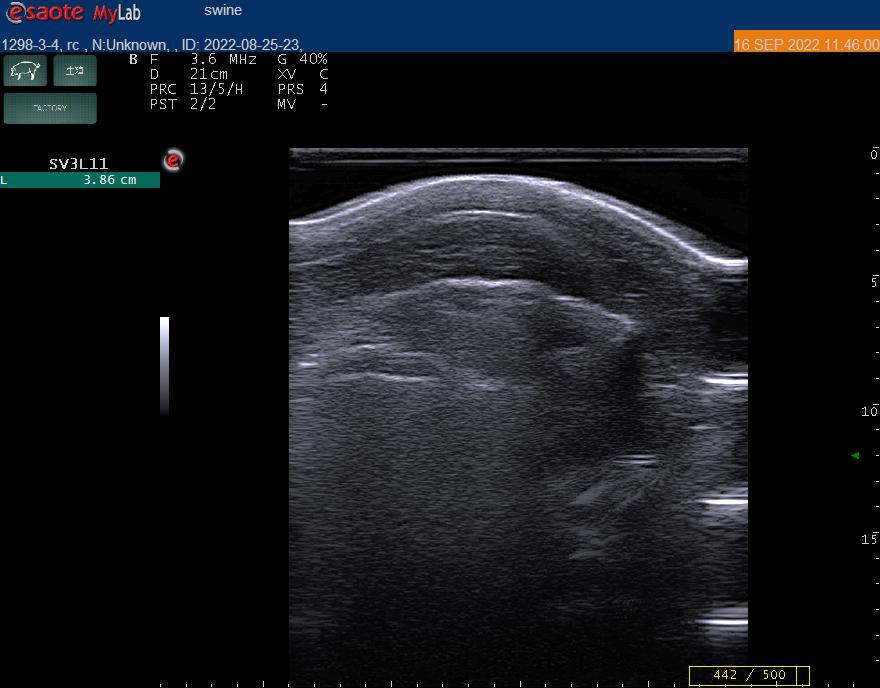 esaote MyLab
swine
1298-3-4, rc , N:Unknown, , ID: 2022-08-25-23,
16 SEP 2022 11:46:00
B F 3.6 MHz G 40%
D 21cm XV C
PRC 13/5/H PRS 4
PST 2/2 MV -
FACTORY
SV3L11
L 3.86 cm
0
5
10
15
442 / 500